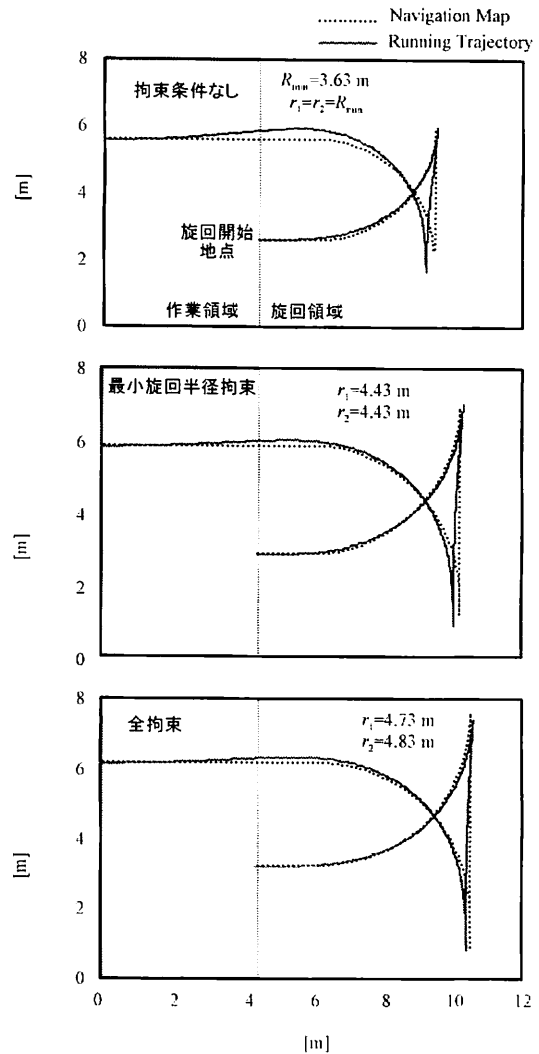 Navigation Map
Running Trajectory
8
拘束条件なし
Rmin=3.63 m
r1=r2=Rmin
6
[m]
4
旋回開始
地点
2
作業領域
旋回領域
0
8
最小旋回半径拘束
r1=4.43 m
r2=4.43 m
6
4
[m]
2
0
8
全拘束
r1=4.73 m
r2=4.83 m
6
4
[m]
2
0
0 2 4 6 8 10 12
[m]